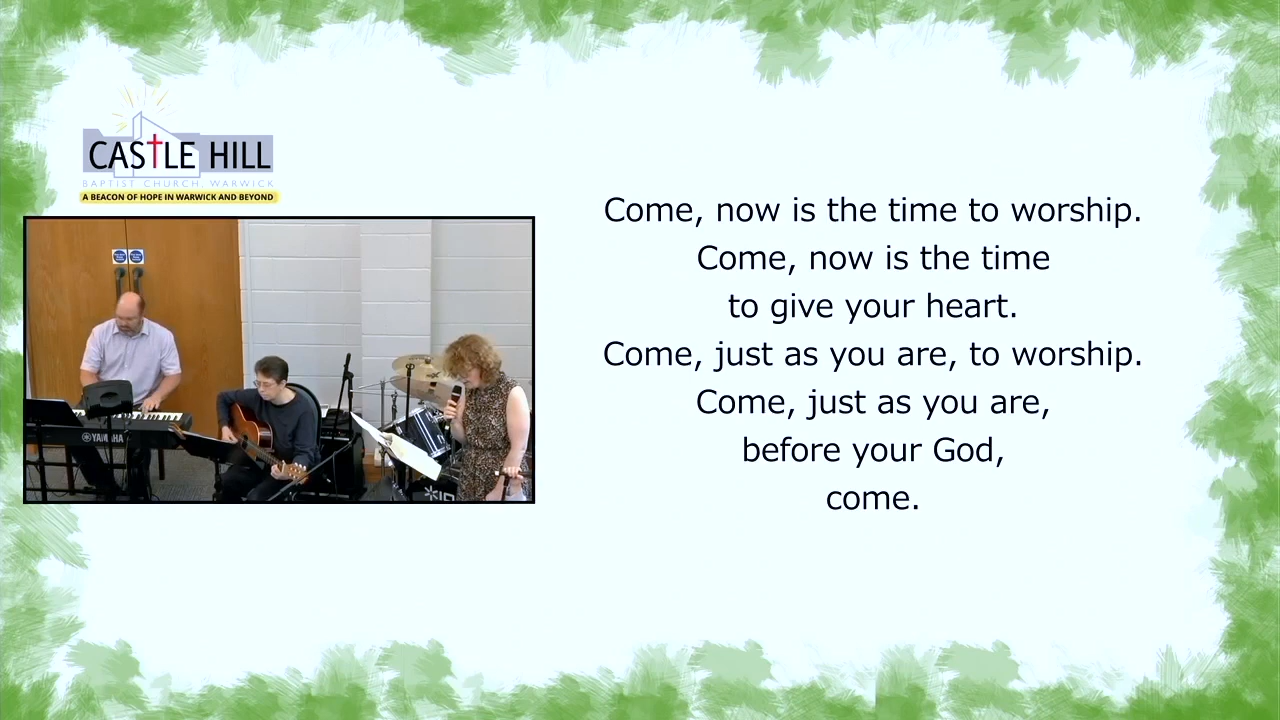 CASTLE HILL
BAPTIST CHURCH, WARWICK
A BEACON OF HOPE IN WARWICK AND BEYOND
YAMAHA
Come, now is the time to worship.
Come, now is the time
to give your heart.
Come, just as you are, to worship.
Come, just as you are,
before your God,
come.